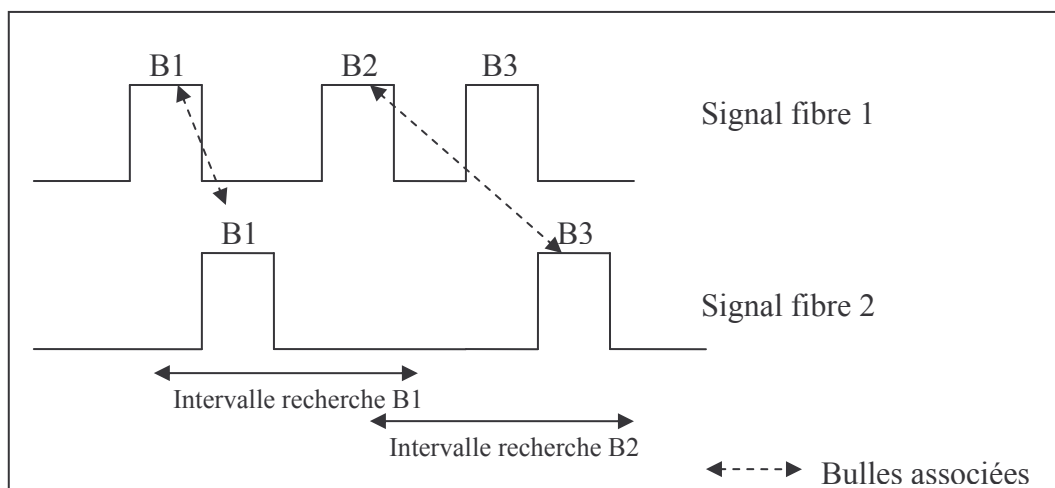 B1 B2 B3
Signal fibre 1
B1 B3
Signal fibre 2
Intervalle recherche B1
Intervalle recherche B2
Bulles associées